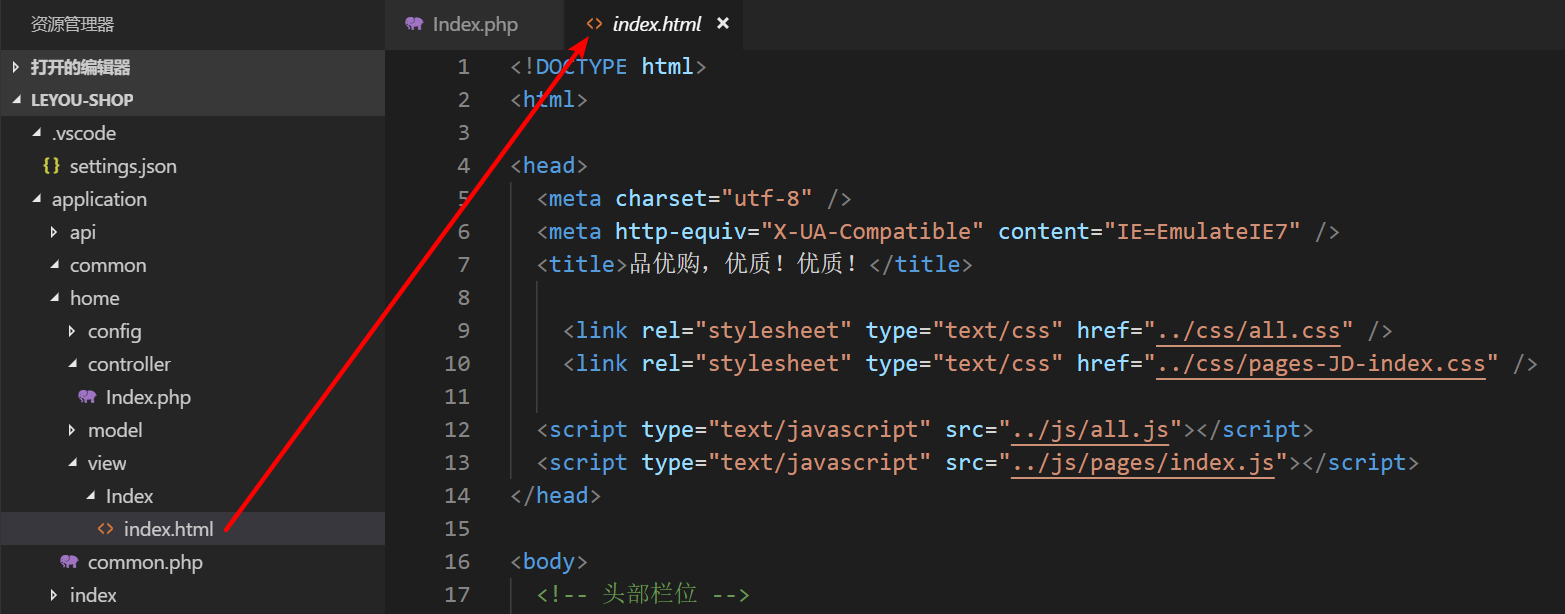 资源管理器
打开的编辑器
LEYOU-SHOP
.vscode
{} settings.json
application
api
common
home
config
controller
Index.php
model
view
Index
<> index.html
common.php
index
Index.php
<> index.html ×
1 <!DOCTYPE html>
2 <html>
3
4 <head>
5 <meta charset="utf-8" />
6 <meta http-equiv="X-UA-Compatible" content="IE=EmulateIE7" />
7 <title>品优购，优质！优质！</title>
8
9 <link rel="stylesheet" type="text/css" href="../css/all.css" />
10 <link rel="stylesheet" type="text/css" href="../css/pages-JD-index.css" />
11
12 <script type="text/javascript" src="../js/all.js"></script>
13 <script type="text/javascript" src="../js/pages/index.js"></script>
14 </head>
15
16 <body>
17 <!-- 头部栏位 -->